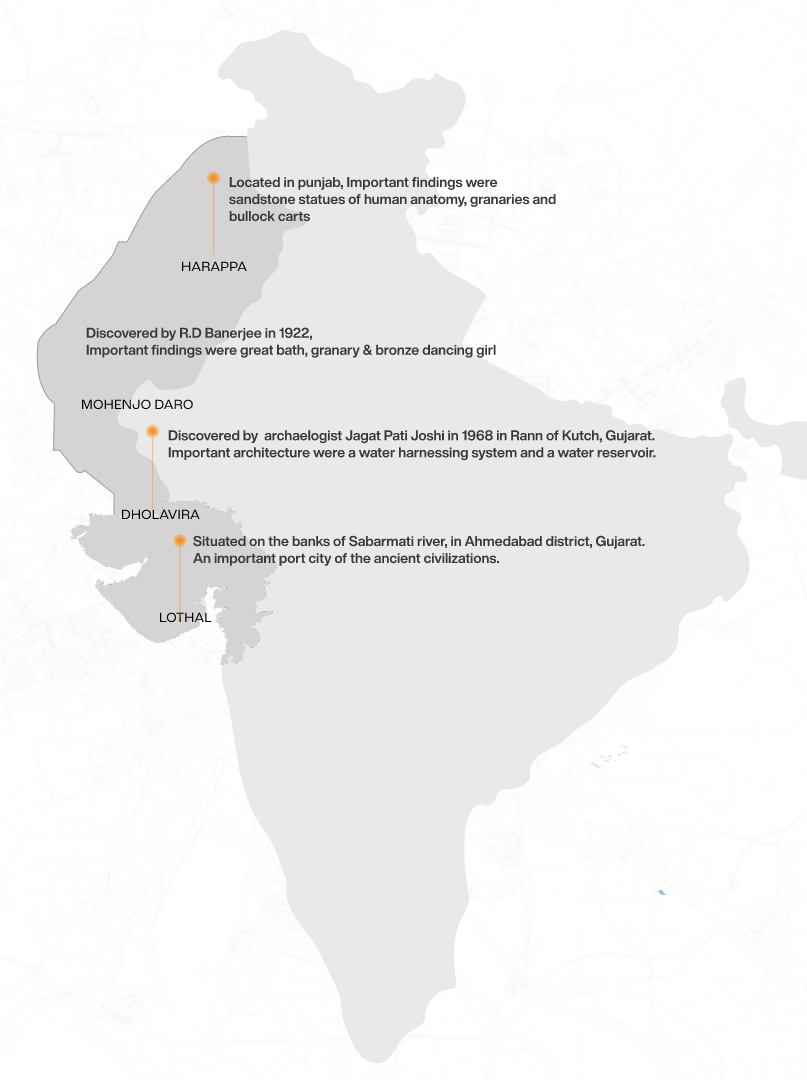 Located in punjab, Important findings were
sandstone statues of human anatomy, granaries and
bullock carts
HARAPPA
Discovered by R.D Banerjee in 1922,
Important findings were great bath, granary & bronze dancing girl
MOHENJO DARO
Discovered by  archaelogist Jagat Pati Joshi in 1968 in Rann of Kutch, Gujarat.
Important architecture were a water harnessing system and a water reservoir.
DHOLAVIRA
Situated on the banks of Sabarmati river, in Ahmedabad district, Gujarat.
An important port city of the ancient civilizations.
LOTHAL